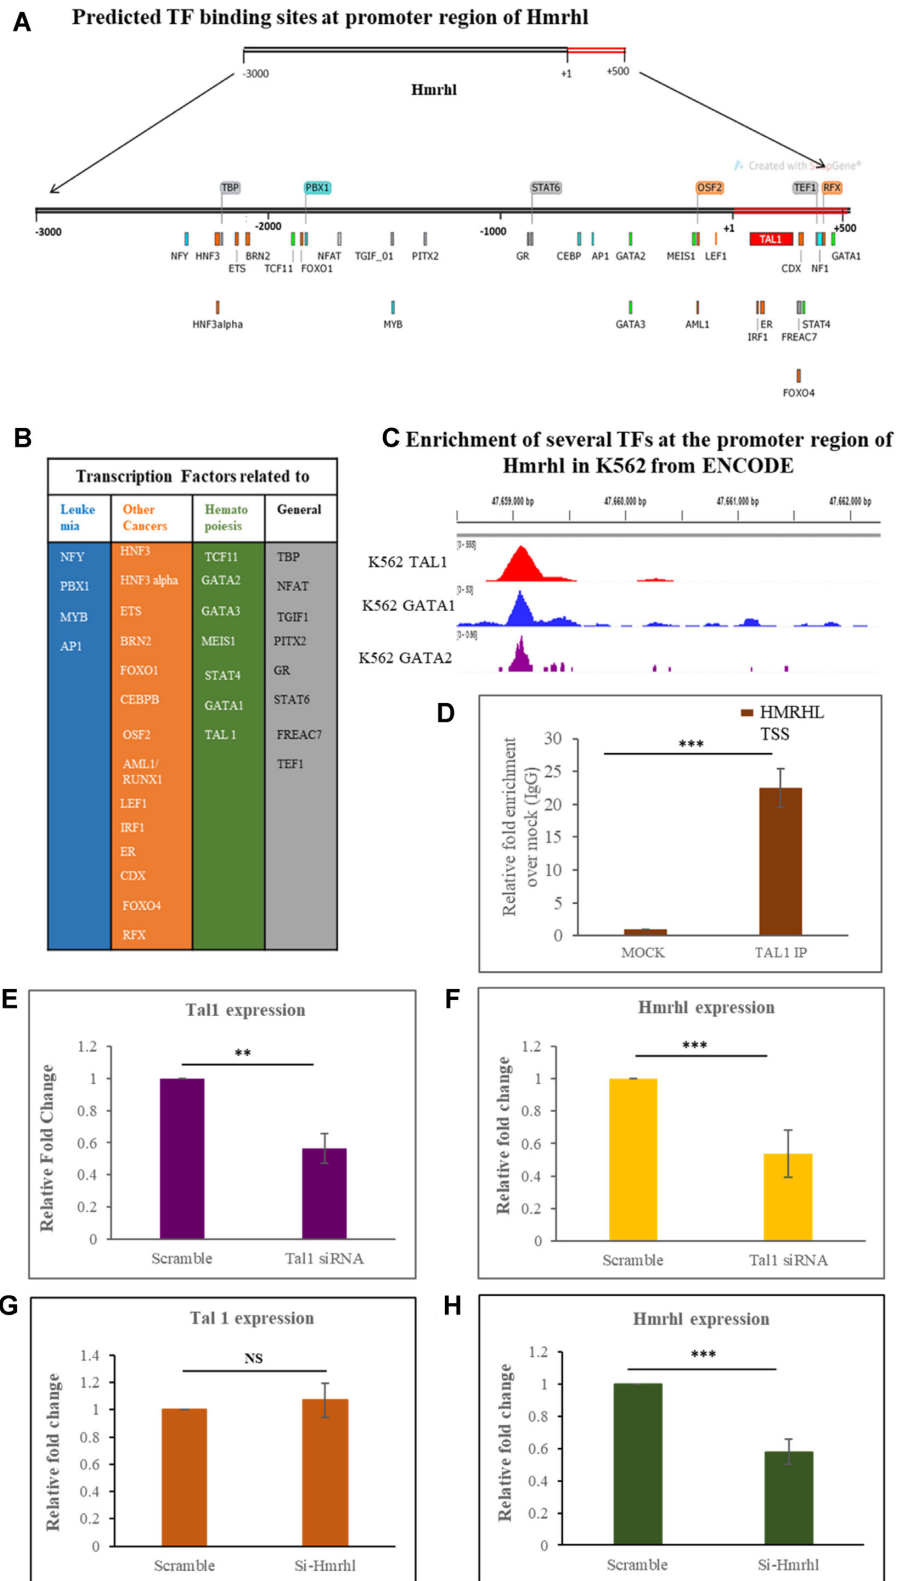 A
Predicted TF binding sites at promoter region of Hmrhl
-3000
+1
+500
Hmrhl
Created with SnapGene®
TBP
PBX1
STAT6
OSF2
TEF1
RFX
-3000
-2000
-1000
+1
+500
TAL1
NFY
HNF3
BRN2
NFAT
TGIF_01
PITX2
GR
CEBP
AP1
GATA2
MEIS1
LEF1
GATA1
ETS
TCF11
FOXO1
CDX
NF1
HNF3alpha
MYB
GATA3
AML1
ER
STAT4
IRF1
FREAC7
FOXO4
B
Transcription Factors related to
Leuke
mia
Other
Cancers
Hemato
poiesis
General
NFY
PBX1
MYB
AP1
HNF3
HNF3 alpha
ETS
BRN2
FOXO1
CEBPB
OSF2
AML1/
RUNX1
LEF1
IRF1
ER
CDX
FOXO4
RFX
TCF11
GATA2
GATA3
MEIS1
STAT4
GATA1
TAL 1
TBP
NFAT
TGIF1
PITX2
GR
STAT6
FREAC7
TEF1
C
Enrichment of several TFs at the promoter region of
Hmrhl in K562 from ENCODE
47,659,000 bp
47,660,000 bp
47,661,000 bp
47,662,000 bp
K562 TAL1
[0 - 555]
K562 GATA1
[0 - 53]
K562 GATA2
[0 - 0.86]
D
HMRHL
TSS
***
Relative fold enrichment
over mock (IgG)
30
25
20
15
10
5
0
MOCK
TAL1 IP
E
Tal1 expression
**
Relative Fold Change
1.2
1
0.8
0.6
0.4
0.2
0
Scramble
Tal1 siRNA
F
Hmrhl expression
***
Relative fold change
1.2
1
0.8
0.6
0.4
0.2
0
Scramble
Tal1 siRNA
G
Tal 1 expression
NS
Relative fold change
1.4
1.2
1
0.8
0.6
0.4
0.2
0
Scramble
Si-Hmrhl
H
Hmrhl expression
***
Relative fold change
1.2
1
0.8
0.6
0.4
0.2
0
Scramble
Si-Hmrhl